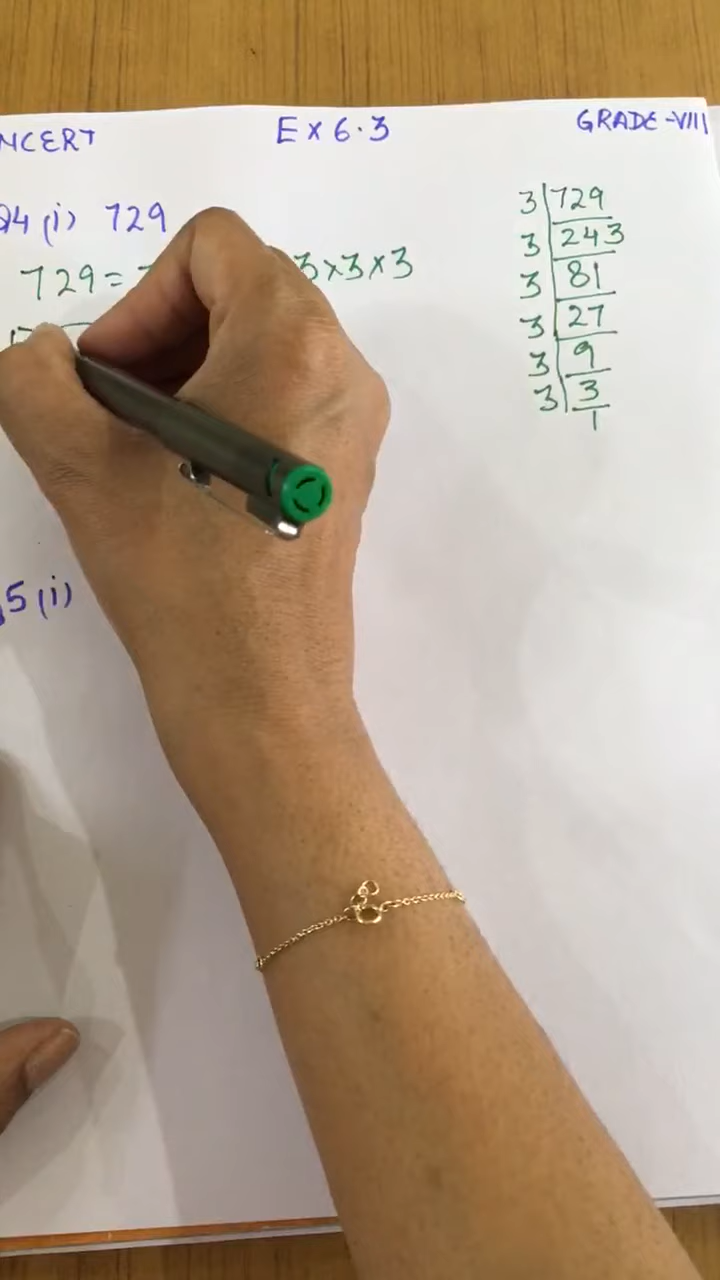 NCERT Ex 6.3 GRADE-VIII
Q4 (i) 729
729= 3×3×3
3|729
3|243
3|81
3|27
3|9
3|3
1
5 (i)